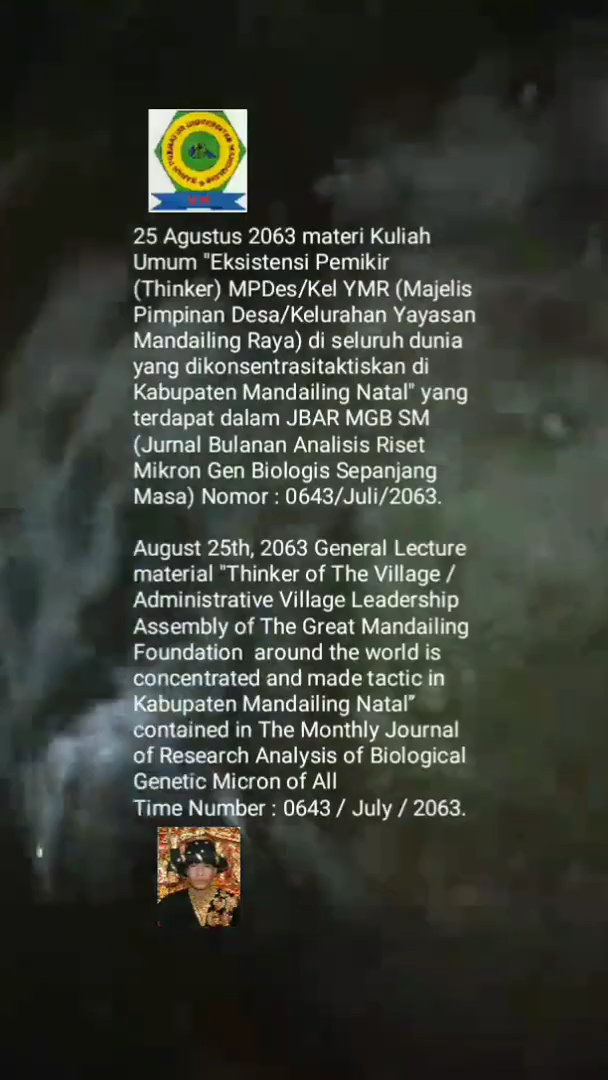 25 Agustus 2063 materi Kuliah
Umum "Eksistensi Pemikir
(Thinker) MPDes/Kel YMR (Majelis
Pimpinan Desa/Kelurahan Yayasan
Mandailing Raya) di seluruh dunia
yang dikonsentrasitaktiskan di
Kabupaten Mandailing Natal" yang
terdapat dalam JBAR MGB SM
(Jurnal Bulanan Analisis Riset
Mikron Gen Biologis Sepanjang
Masa) Nomor : 0643/Juli/2063.
August 25th, 2063 General Lecture
material "Thinker of The Village /
Administrative Village Leadership
Assembly of The Great Mandailing
Foundation  around the world is
concentrated and made tactic in
Kabupaten Mandailing Natal”
contained in The Monthly Journal
of Research Analysis of Biological
Genetic Micron of All
Time Number : 0643 / July / 2063.